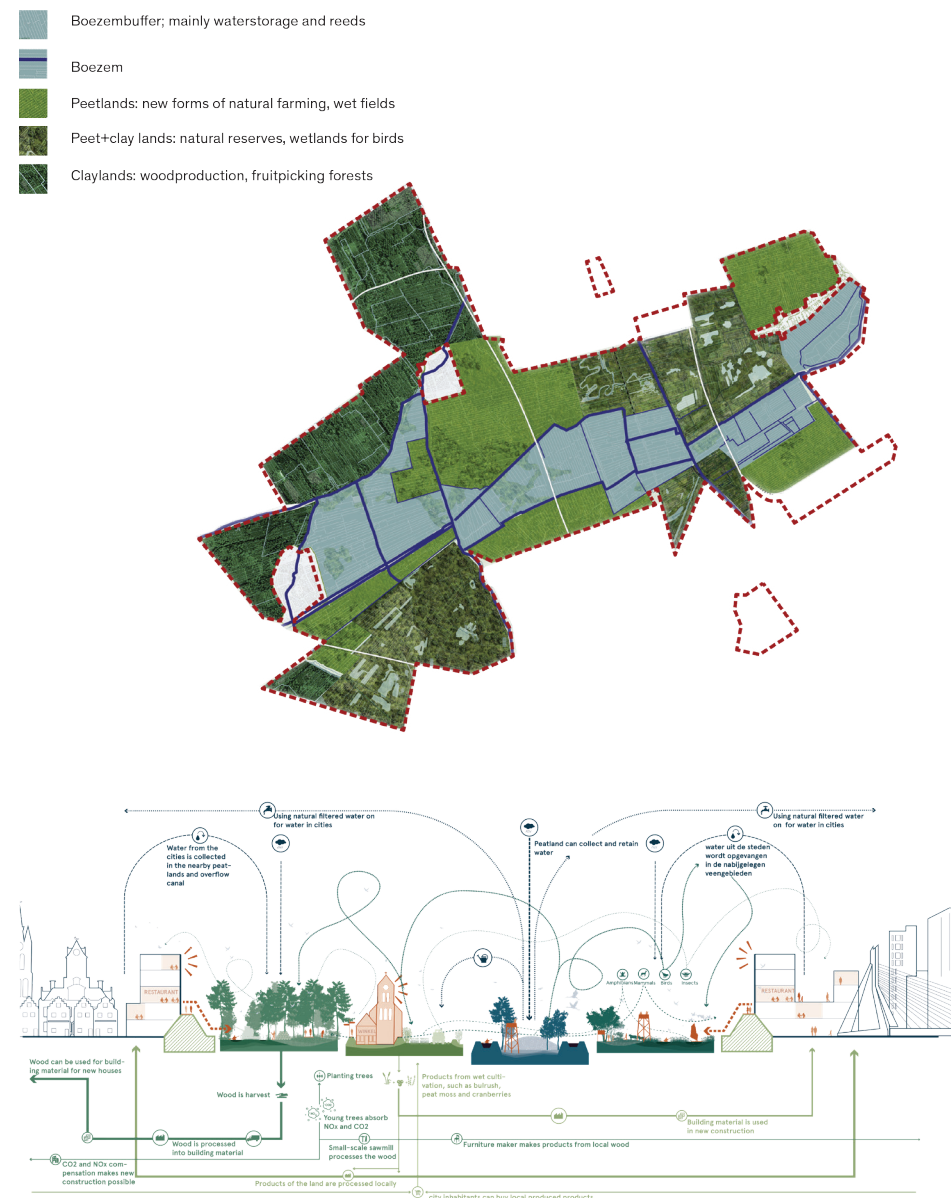 Boezembuffer; mainly waterstorage and reeds
Boezem
Peetlands: new forms of natural farming, wet fields
Peet+clay lands: natural reserves, wetlands for birds
Claylands: woodproduction, fruitpicking forests
Using natural filtered water on
for water in cities
Using natural filtered water
on for water in cities
Water from the
cities is collected
in the nearby peat-
lands and overflow
canal
Peatland can collect and retain
water
water uit de steden
wordt opgevangen
in de nabijgelegen
veengebieden
Amphibians
Mammals
Birds
Insects
RESTAURANT
RESTAURANT
Wood can be used for build-
ing material for new houses
Wood is harvest
Planting trees
Products from wet culti-
vation, such as bulrush,
peat moss and cranberries
Young trees absorb
NOx and CO2
Building material is used
in new construction
Wood is processed
into building material
Small-scale sawmill
processes the wood
Furniture maker makes products from local wood
CO2 and NOx com-
pensation makes new
construction possible
Products of the land are processed locally
city inhabitants can buy local produced products